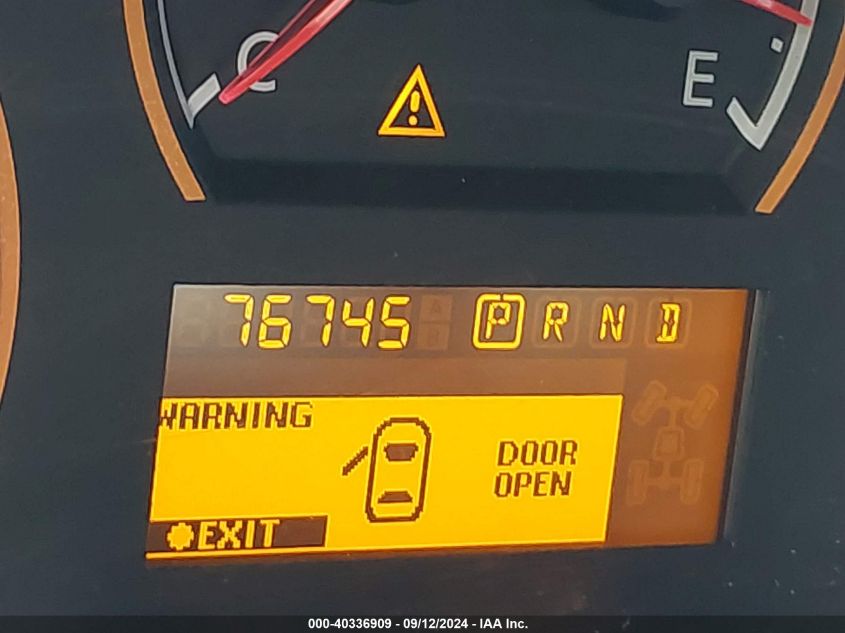 C
E
76745 P R N D
WARNING
DOOR
OPEN
EXIT
000-40336909 - 09/12/2024 - IAA Inc.